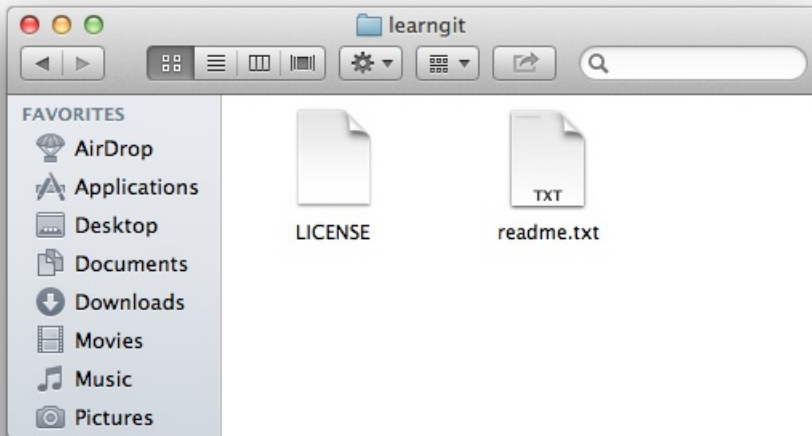 learngit
FAVORITES
AirDrop
Applications
Desktop
Documents
Downloads
Movies
Music
Pictures
TXT
LICENSE
readme.txt